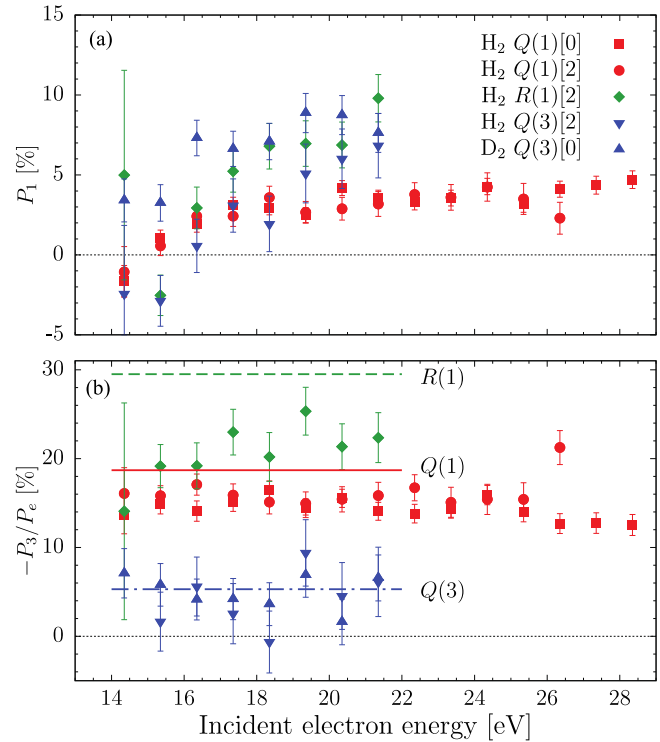 (a)
H₂ Q(1)[0]
H₂ Q(1)[2]
H₂ R(1)[2]
H₂ Q(3)[2]
D₂ Q(3)[0]
P₁ [%]
15
10
5
0
-5
(b)
R(1)
Q(1)
Q(3)
−P₃/Pₑ [%]
30
20
10
0
14 16 18 20 22 24 26 28
Incident electron energy [eV]